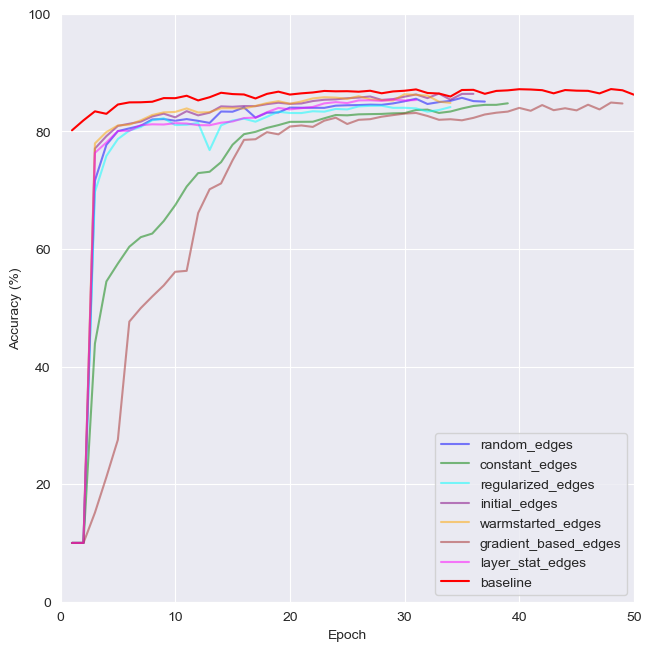 100
80
60
40
20
0
Accuracy (%)
0 10 20 30 40 50
Epoch
random_edges
constant_edges
regularized_edges
initial_edges
warmstarted_edges
gradient_based_edges
layer_stat_edges
baseline